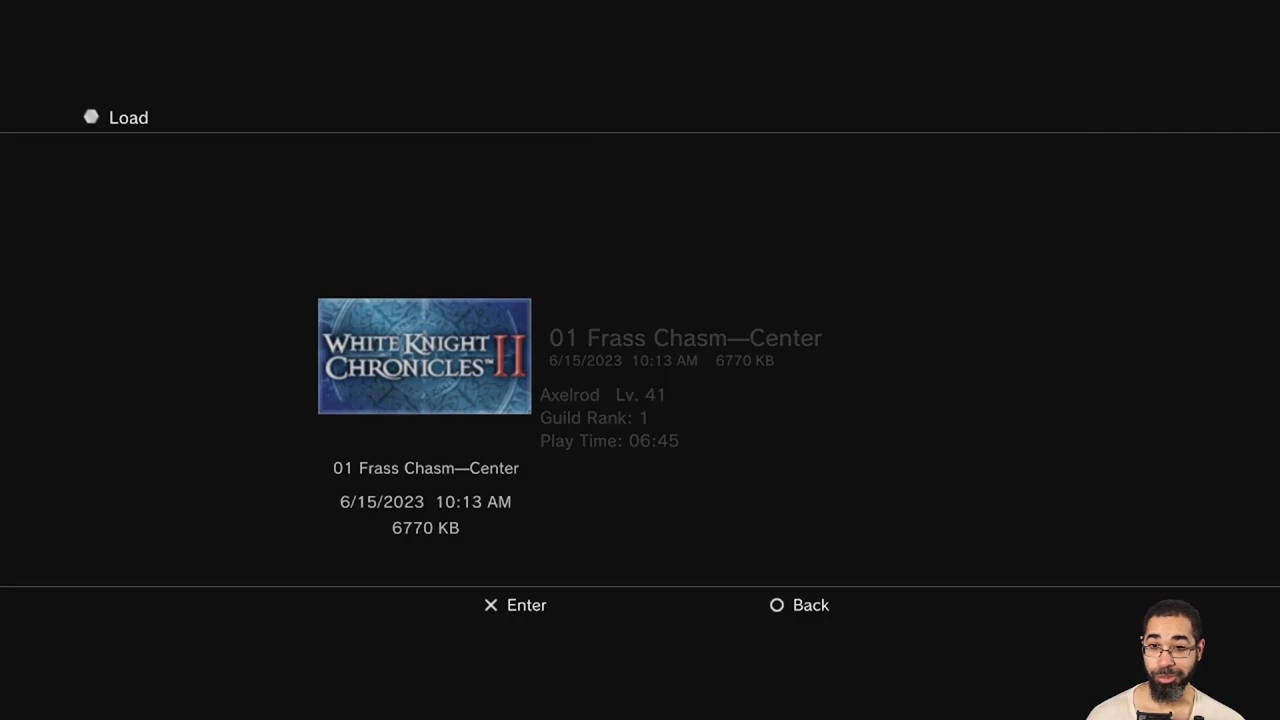 Load
WHITE KNIGHT
CHRONICLES™ II
01 Frass Chasm—Center
6/15/2023 10:13 AM 6770 KB
Axelrod Lv. 41
Guild Rank: 1
Play Time: 06:45
01 Frass Chasm—Center
6/15/2023 10:13 AM
6770 KB
Enter
Back